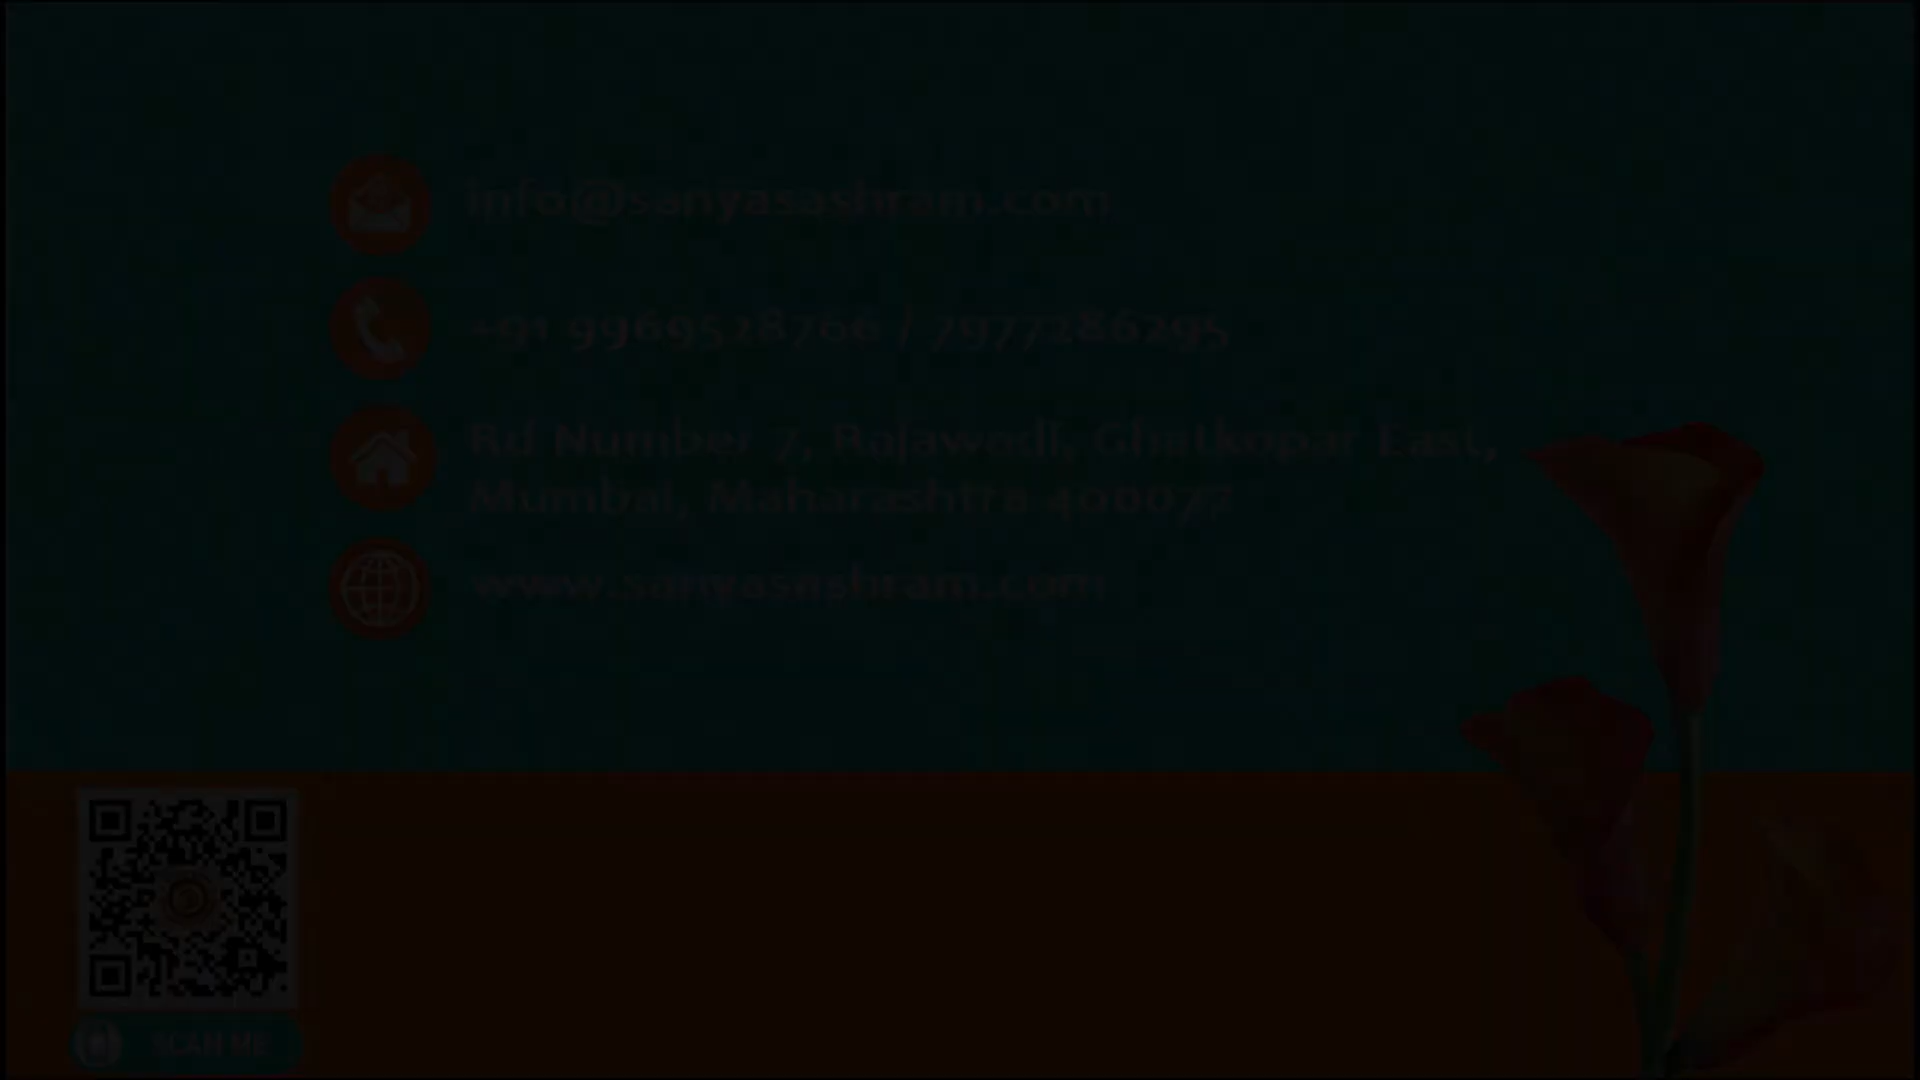 info@sanyasashram.com
+91 9969528766 / 7977286295
Rd Number 7, Rajawadi, Ghatkopar East,
Mumbai, Maharashtra 400077
www.sanyasashram.com
SCAN ME